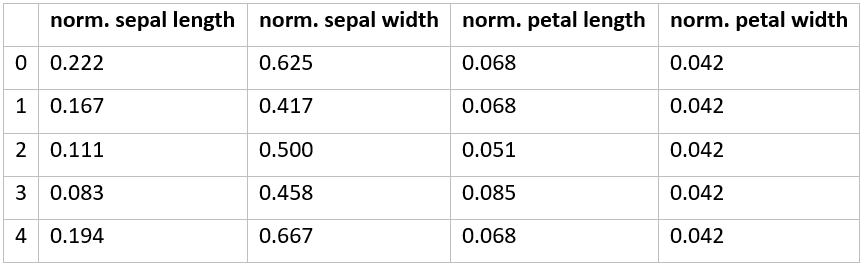 norm. sepal length norm. sepal width norm. petal length norm. petal width
0 0.222 0.625 0.068 0.042
1 0.167 0.417 0.068 0.042
2 0.111 0.500 0.051 0.042
3 0.083 0.458 0.085 0.042
4 0.194 0.667 0.068 0.042